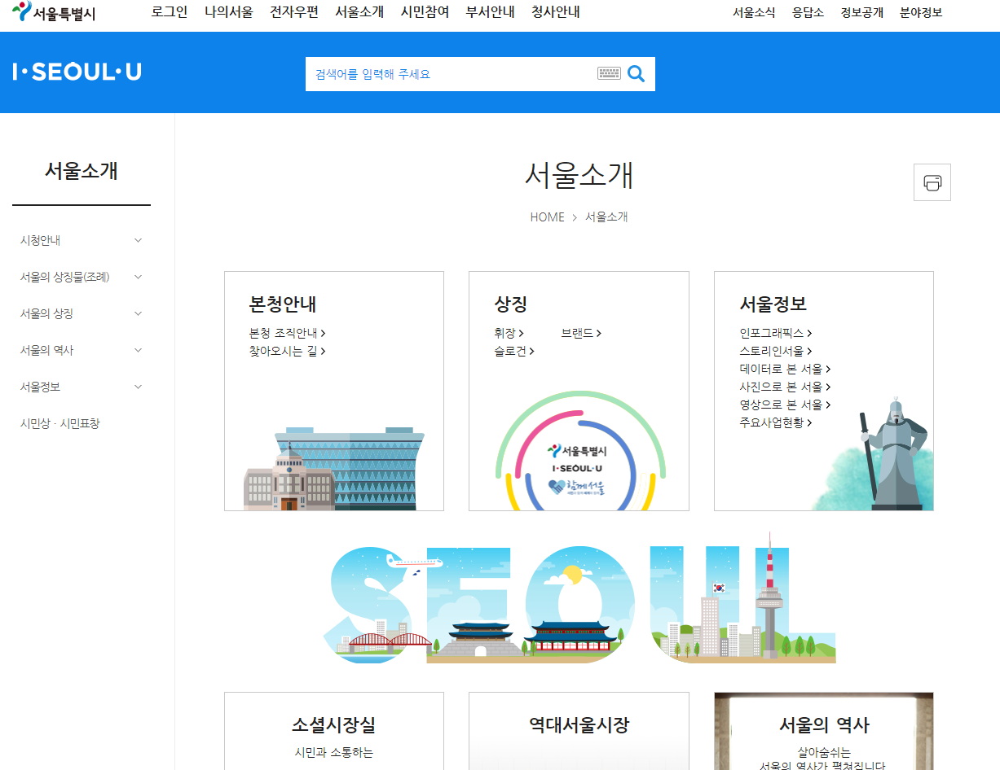 서울특별시
로그인 나의서울 전자우편 서울소개 시민참여 부서안내 청사안내
서울소식 응답소 정보공개 분야정보
I·SEOUL·U
검색어를 입력해 주세요
서울소개
시청안내
서울의 상징물(조례)
서울의 상징
서울의 역사
서울정보
시민상 · 시민표창
서울소개
HOME > 서울소개
본청안내
본청 조직안내 >
찾아오시는 길 >
상징
휘장 > 브랜드 >
슬로건 >
서울특별시
I·SEOUL·U
함께서울
서울정보
인포그래픽스 >
스토리인서울 >
데이터로 본 서울 >
사진으로 본 서울 >
영상으로 본 서울 >
주요사업현황 >
SEOUL
소셜시장실
시민과 소통하는
역대서울시장
서울의 역사
살아숨쉬는
서울의 역사가 펼쳐집니다